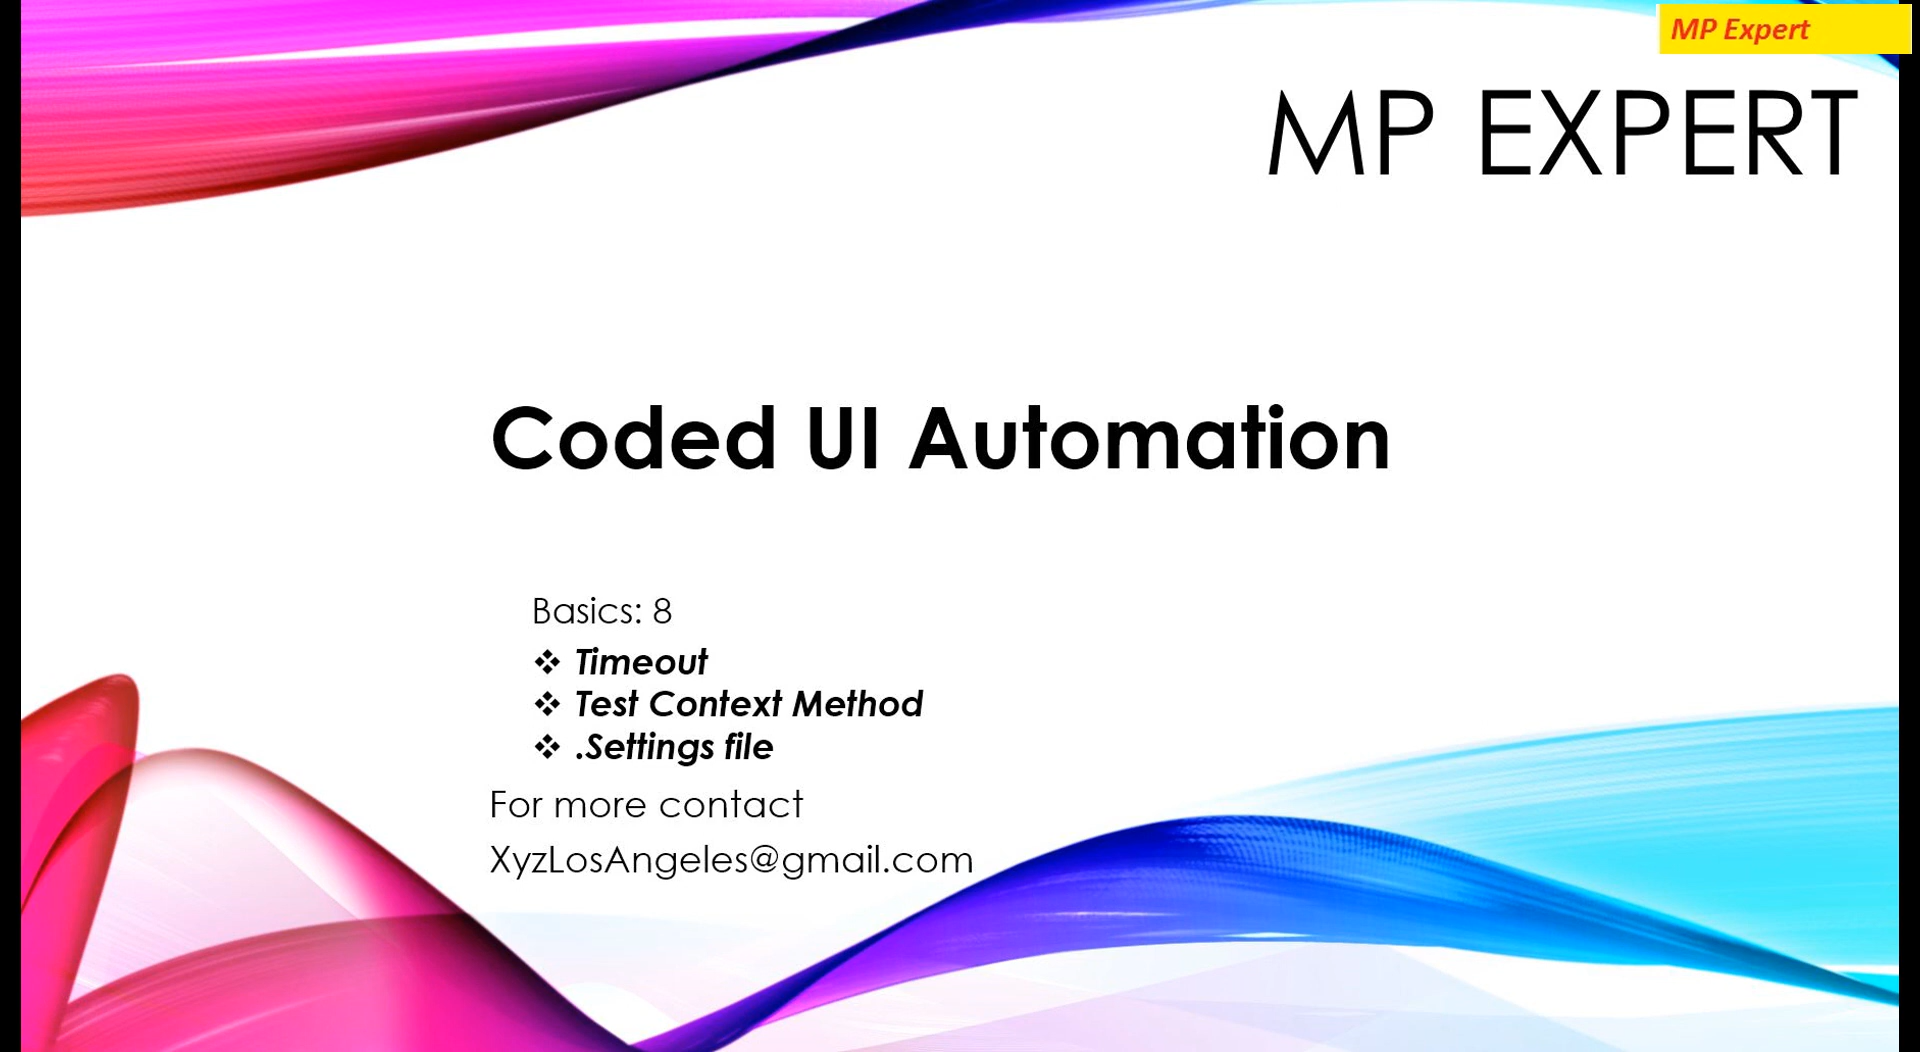 MP Expert
MP EXPERT
Coded UI Automation
Basics: 8
❖ Timeout
❖ Test Context Method
❖ .Settings file
For more contact
XyzLosAngeles@gmail.com